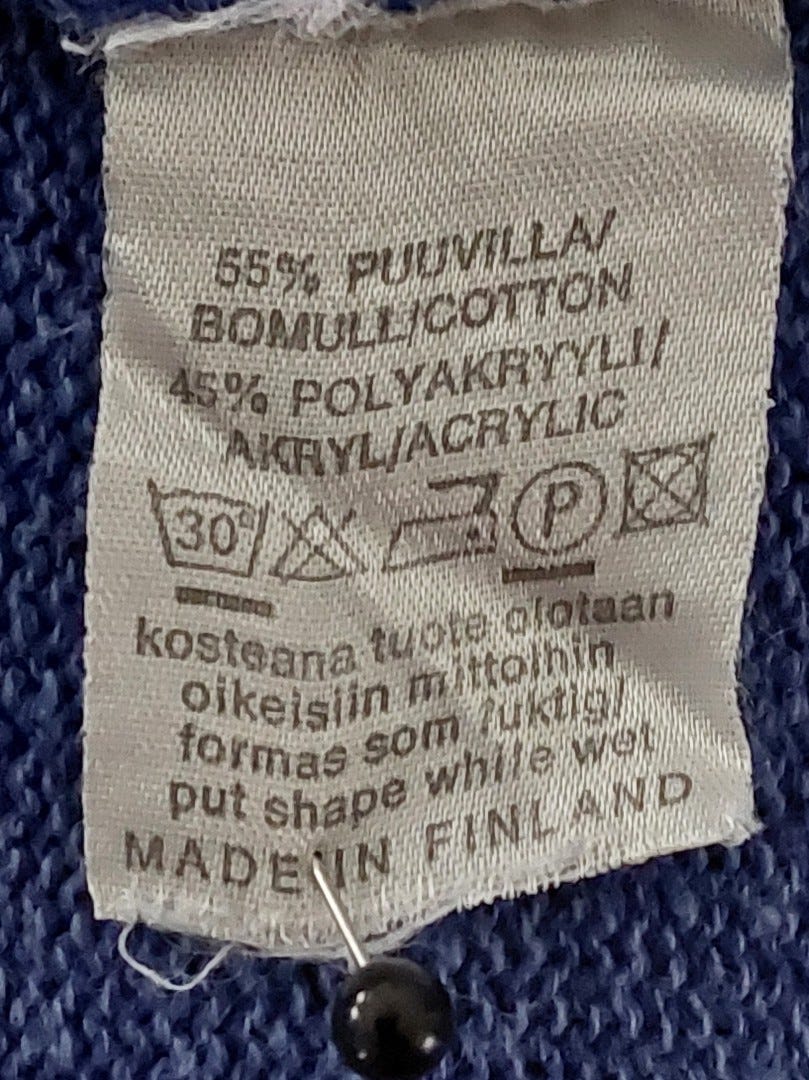 55% PUUVILLA/
BOMULL/COTTON
45% POLYAKRYYLI/
AKRYL/ACRYLIC
30° P
kosteana tuote olotaan
oikeisiin mittoihin
formas som fuktig/
put shape while wet
MADE IN FINLAND